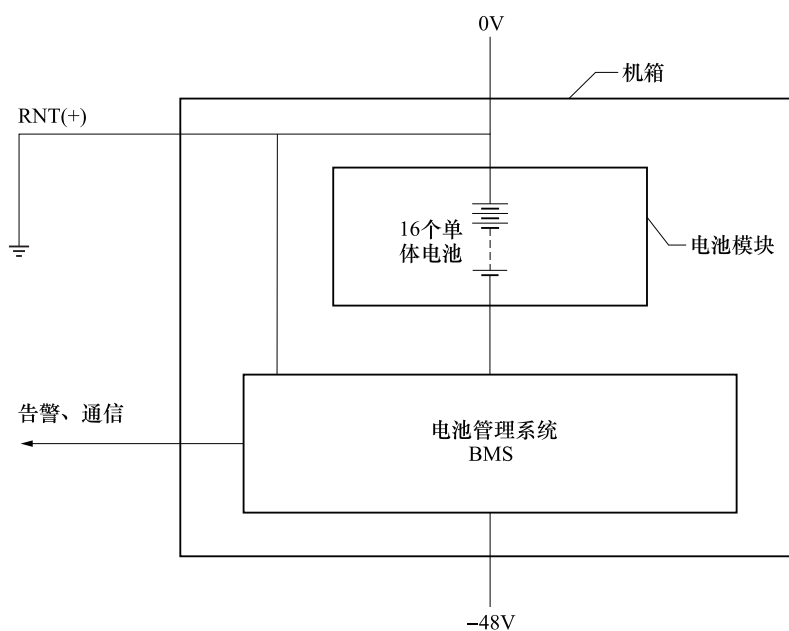 0V
机箱
RNT(+)
16个单
体电池
电池模块
告警、通信
电池管理系统
BMS
−48V